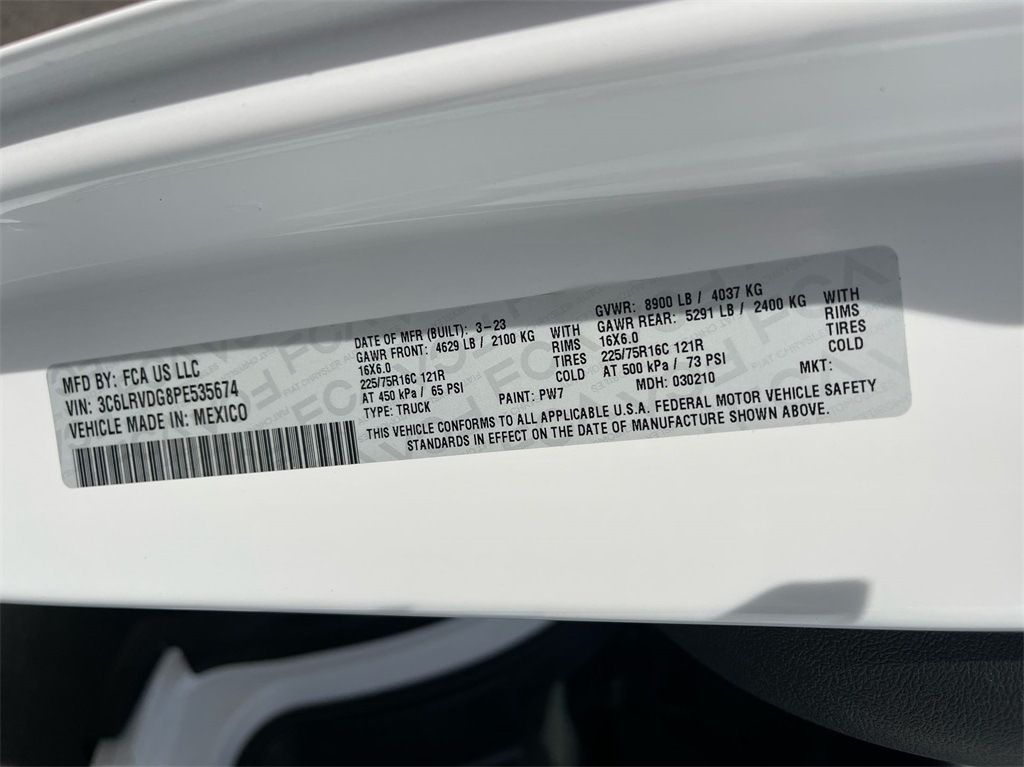 MFD BY: FCA US LLC
VIN: 3C6LRVDG8PE535674
VEHICLE MADE IN: MEXICO
DATE OF MFR (BUILT): 3-23
GAWR FRONT: 4629 LB / 2100 KG WITH
16X6.0 RIMS
225/75R16C 121R TIRES
AT 450 kPa / 65 PSI COLD
TYPE: TRUCK PAINT: PW7
GVWR: 8900 LB / 4037 KG
GAWR REAR: 5291 LB / 2400 KG WITH
16X6.0 RIMS
225/75R16C 121R TIRES
AT 500 kPa / 73 PSI COLD
MDH: 030210 MKT:
THIS VEHICLE CONFORMS TO ALL APPLICABLE U.S.A. FEDERAL MOTOR VEHICLE SAFETY
STANDARDS IN EFFECT ON THE DATE OF MANUFACTURE SHOWN ABOVE.
FCA